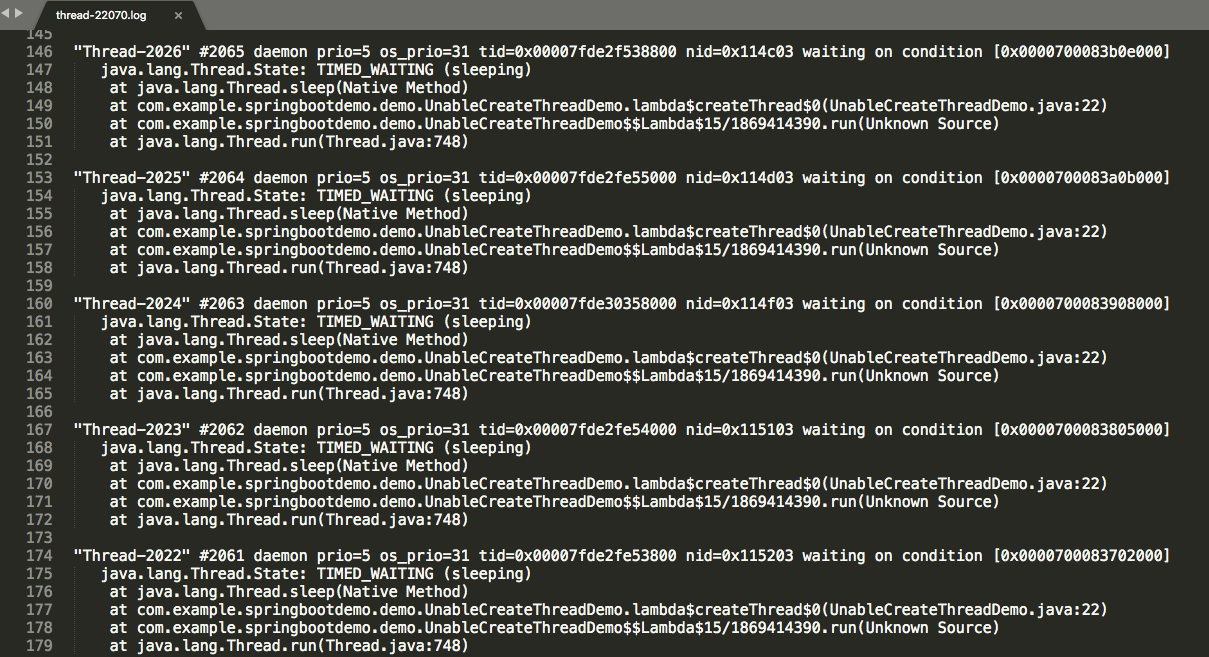 thread-22070.log ×
145
146 "Thread-2026" #2065 daemon prio=5 os_prio=31 tid=0x00007fde2f538800 nid=0x114c03 waiting on condition [0x0000700083b0e000]
147 java.lang.Thread.State: TIMED_WAITING (sleeping)
148 at java.lang.Thread.sleep(Native Method)
149 at com.example.springbootdemo.demo.UnableCreateThreadDemo.lambda$createThread$0(UnableCreateThreadDemo.java:22)
150 at com.example.springbootdemo.demo.UnableCreateThreadDemo$$Lambda$15/1869414390.run(Unknown Source)
151 at java.lang.Thread.run(Thread.java:748)
152
153 "Thread-2025" #2064 daemon prio=5 os_prio=31 tid=0x00007fde2fe55000 nid=0x114d03 waiting on condition [0x0000700083a0b000]
154 java.lang.Thread.State: TIMED_WAITING (sleeping)
155 at java.lang.Thread.sleep(Native Method)
156 at com.example.springbootdemo.demo.UnableCreateThreadDemo.lambda$createThread$0(UnableCreateThreadDemo.java:22)
157 at com.example.springbootdemo.demo.UnableCreateThreadDemo$$Lambda$15/1869414390.run(Unknown Source)
158 at java.lang.Thread.run(Thread.java:748)
159
160 "Thread-2024" #2063 daemon prio=5 os_prio=31 tid=0x00007fde30358000 nid=0x114f03 waiting on condition [0x0000700083908000]
161 java.lang.Thread.State: TIMED_WAITING (sleeping)
162 at java.lang.Thread.sleep(Native Method)
163 at com.example.springbootdemo.demo.UnableCreateThreadDemo.lambda$createThread$0(UnableCreateThreadDemo.java:22)
164 at com.example.springbootdemo.demo.UnableCreateThreadDemo$$Lambda$15/1869414390.run(Unknown Source)
165 at java.lang.Thread.run(Thread.java:748)
166
167 "Thread-2023" #2062 daemon prio=5 os_prio=31 tid=0x00007fde2fe54000 nid=0x115103 waiting on condition [0x0000700083805000]
168 java.lang.Thread.State: TIMED_WAITING (sleeping)
169 at java.lang.Thread.sleep(Native Method)
170 at com.example.springbootdemo.demo.UnableCreateThreadDemo.lambda$createThread$0(UnableCreateThreadDemo.java:22)
171 at com.example.springbootdemo.demo.UnableCreateThreadDemo$$Lambda$15/1869414390.run(Unknown Source)
172 at java.lang.Thread.run(Thread.java:748)
173
174 "Thread-2022" #2061 daemon prio=5 os_prio=31 tid=0x00007fde2fe53800 nid=0x115203 waiting on condition [0x0000700083702000]
175 java.lang.Thread.State: TIMED_WAITING (sleeping)
176 at java.lang.Thread.sleep(Native Method)
177 at com.example.springbootdemo.demo.UnableCreateThreadDemo.lambda$createThread$0(UnableCreateThreadDemo.java:22)
178 at com.example.springbootdemo.demo.UnableCreateThreadDemo$$Lambda$15/1869414390.run(Unknown Source)
179 at java.lang.Thread.run(Thread.java:748)